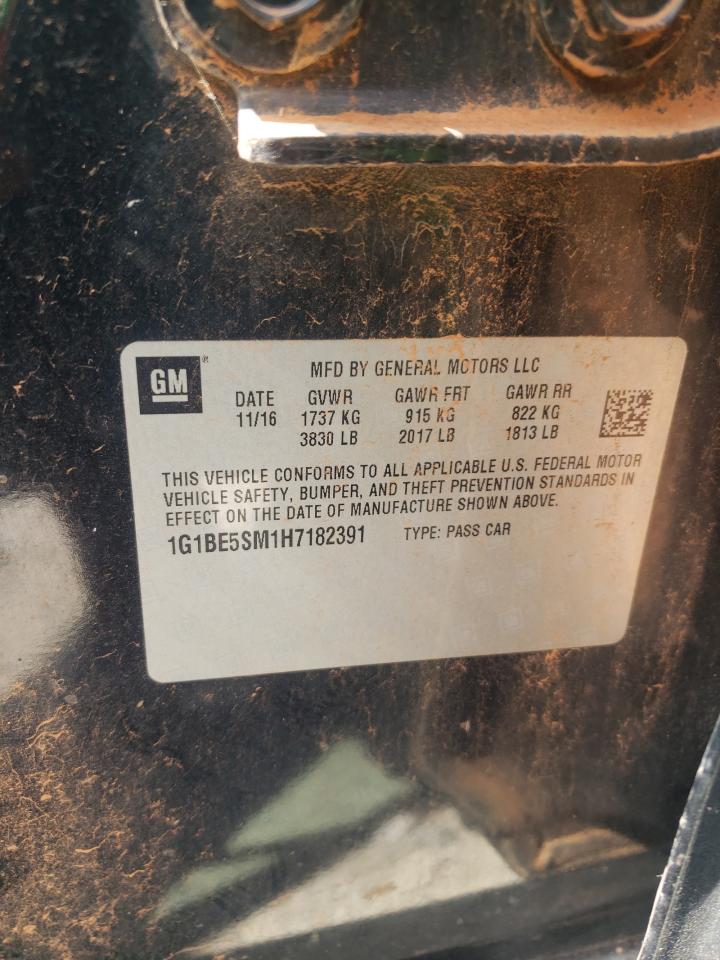 GM ®
MFD BY GENERAL MOTORS LLC
DATE GVWR GAWR FRT GAWR RR
11/16 1737 KG 915 KG 822 KG
3830 LB 2017 LB 1813 LB
THIS VEHICLE CONFORMS TO ALL APPLICABLE U.S. FEDERAL MOTOR
VEHICLE SAFETY, BUMPER, AND THEFT PREVENTION STANDARDS IN
EFFECT ON THE DATE OF MANUFACTURE SHOWN ABOVE.
1G1BE5SM1H7182391 TYPE: PASS CAR